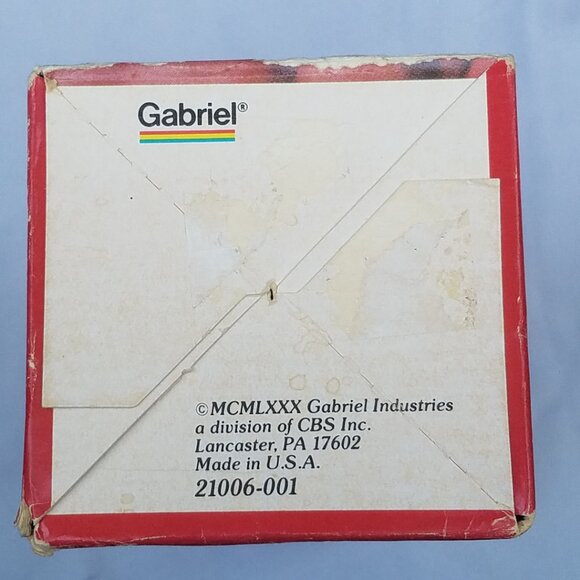 Gabriel®
©MCMLXXX Gabriel Industries
a division of CBS Inc.
Lancaster, PA 17602
Made in U.S.A.
21006-001